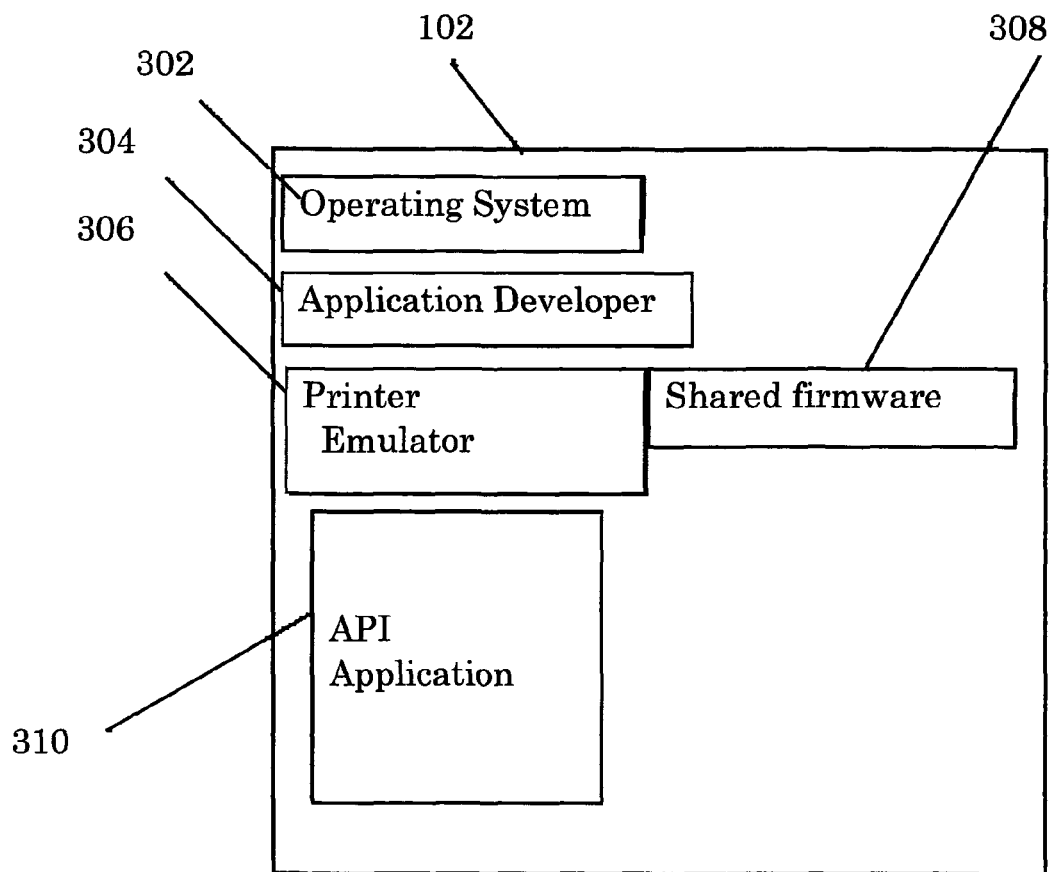 102
308
302
304
306
Operating System
Application Developer
Printer
Emulator
Shared firmware
API
Application
310